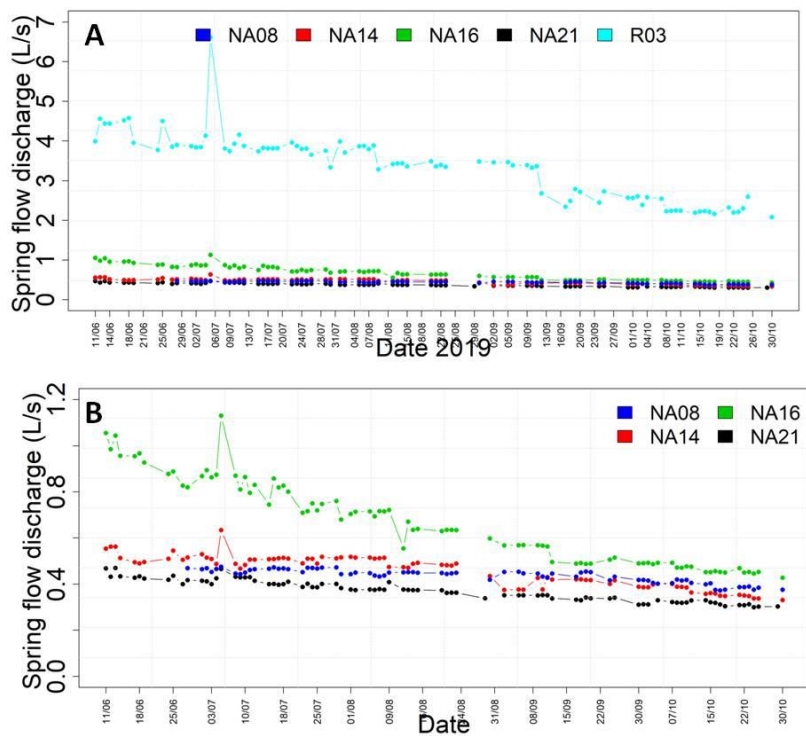 A
NA08 NA14 NA16 NA21 R03
Spring flow discharge (L/s)
7
6
5
4
3
2
1
0
11/06 14/06 18/06 21/06 25/06 29/06 02/07 06/07 09/07 13/07 17/07 20/07 24/07 27/07 31/07 04/08 07/08 15/08 18/08 02/09 05/09 09/09 12/09 16/09 20/09 23/09 27/09 01/10 04/10 08/10 11/10 15/10 19/10 22/10 26/10 30/10
Date 2019
B
NA08 NA16
NA14 NA21
Spring flow discharge (L/s)
1.2
0.8
0.4
0.0
11/06 18/06 25/06 03/07 10/07 18/07 25/07 01/08 09/08 31/08 08/09 15/09 22/09 30/09 07/10 15/10 22/10 30/10
Date